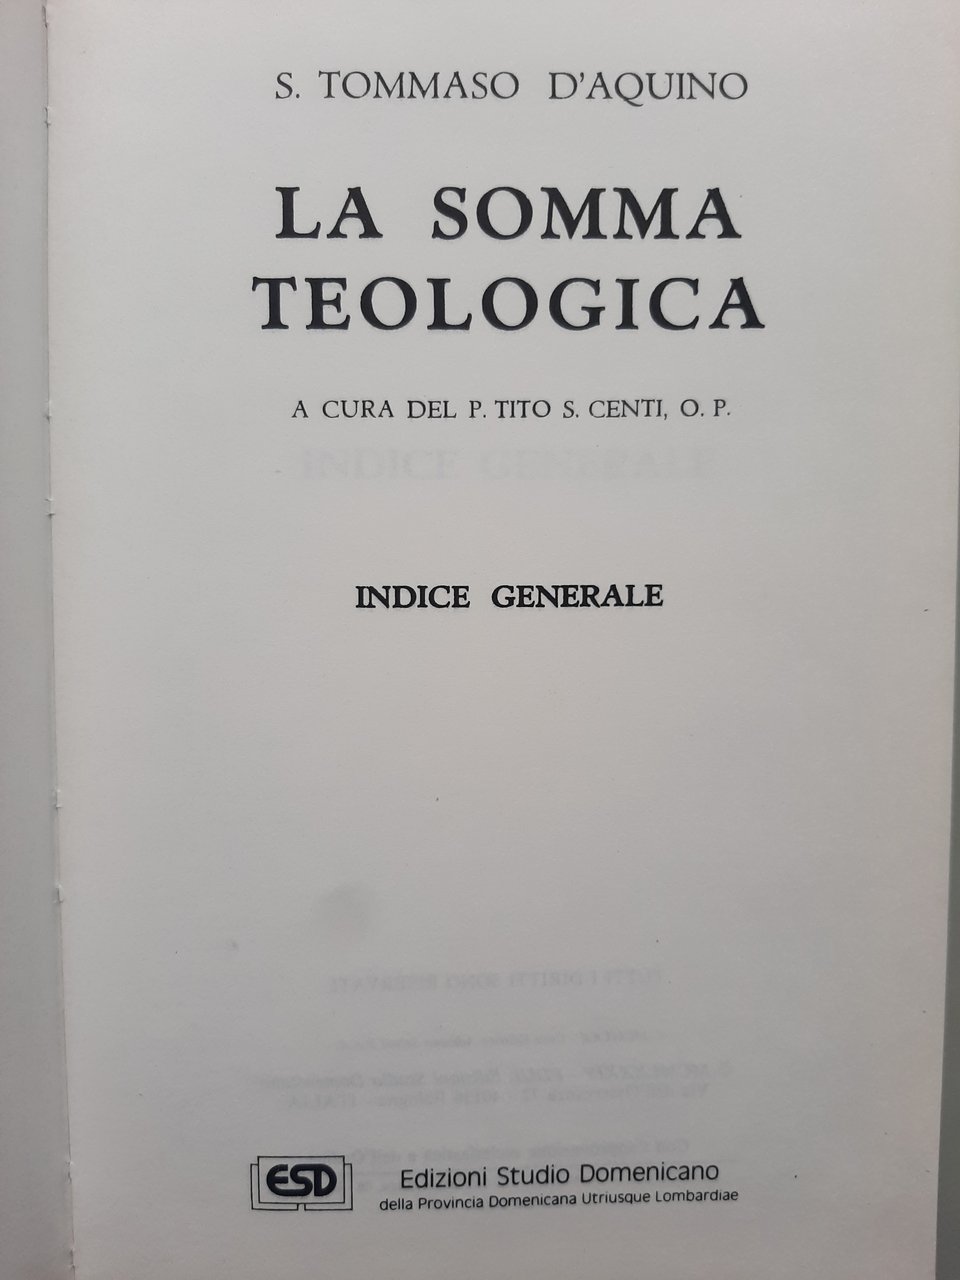 S. TOMMASO D'AQUINO
LA SOMMA
TEOLOGICA
A CURA DEL P. TITO S. CENTI, O. P.
INDICE GENERALE
ESD
Edizioni Studio Domenicano
della Provincia Domenicana Utriusque Lombardiae